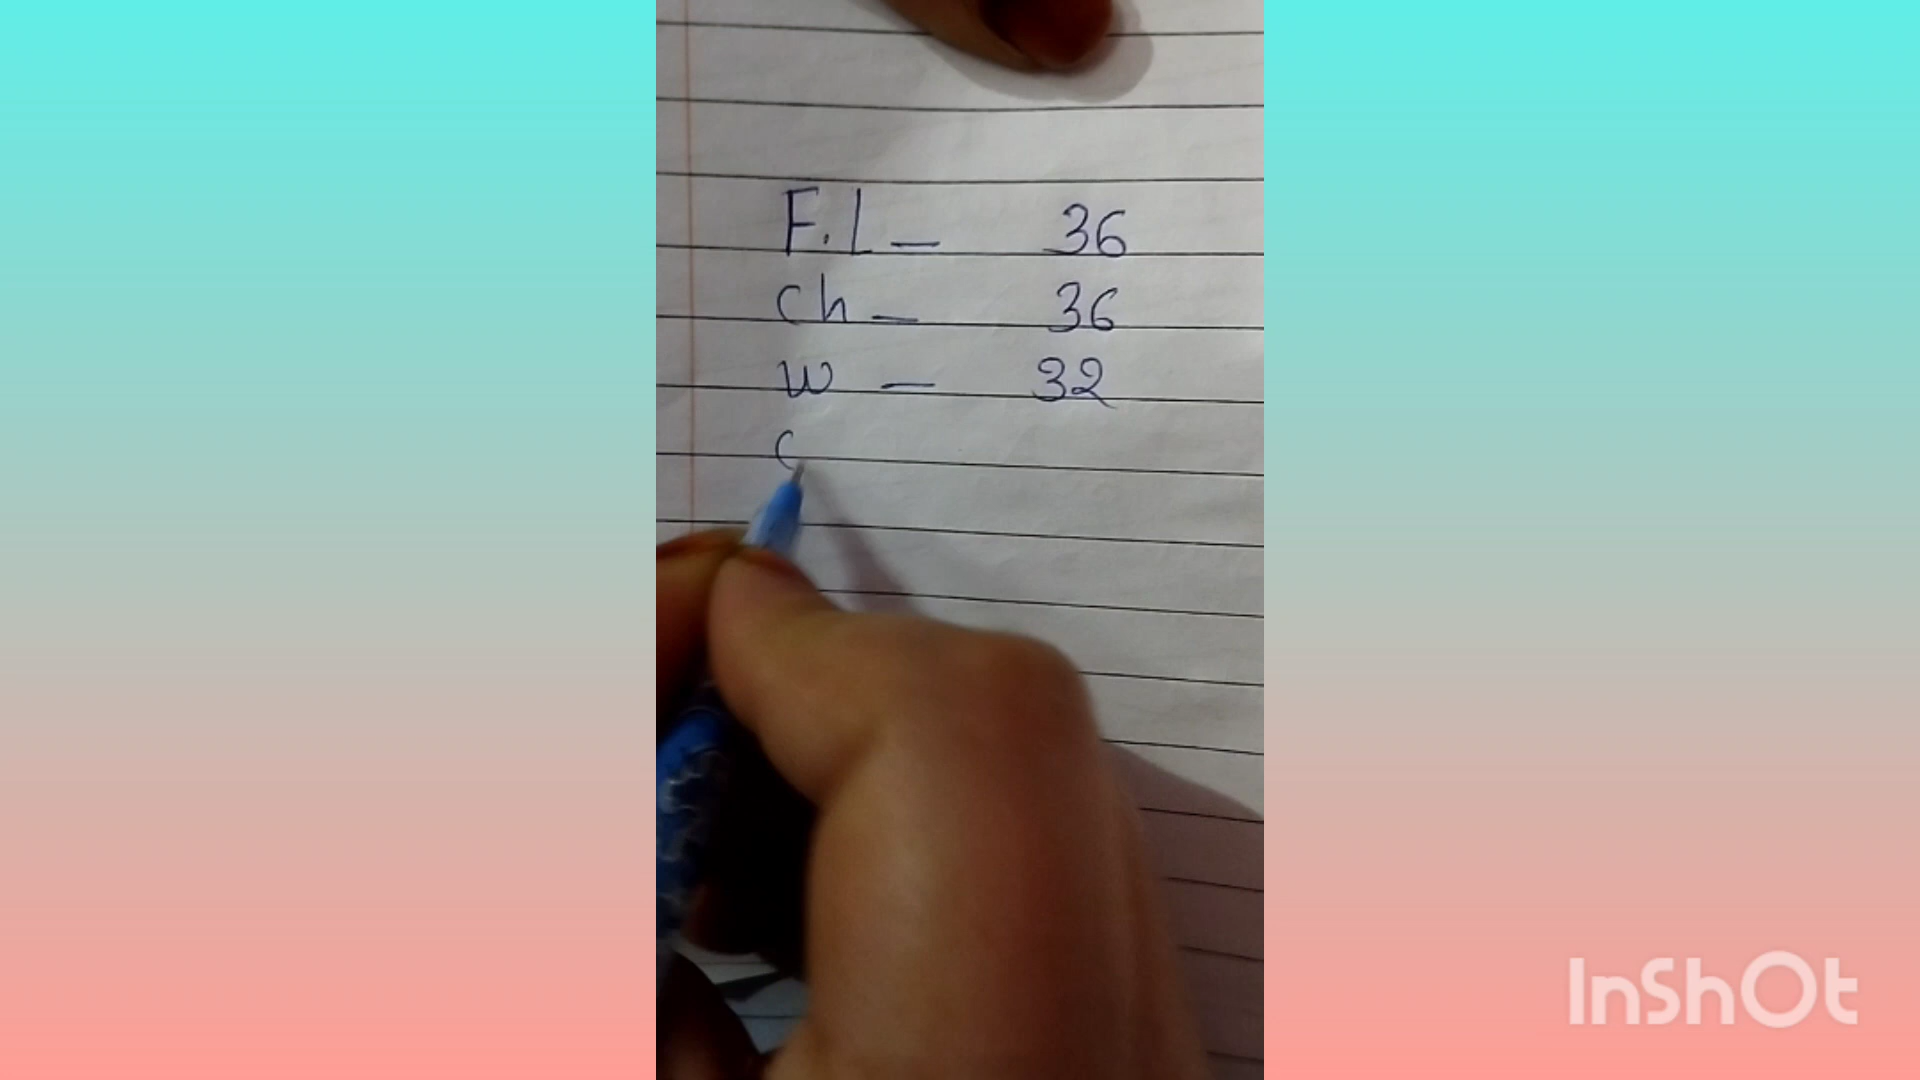 F.L — 36
Ch — 36
W — 32
C
InShOt